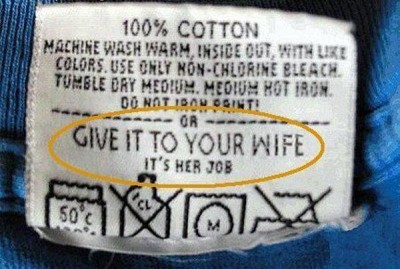 100% COTTON
MACHINE WASH WARM, INSIDE OUT, WITH LIKE
COLORS. USE ONLY NON-CHLORINE BLEACH.
TUMBLE DRY MEDIUM. MEDIUM HOT IRON.
DO NOT IRON PRINT!
OR
GIVE IT TO YOUR WIFE
IT'S HER JOB
50°C CL M